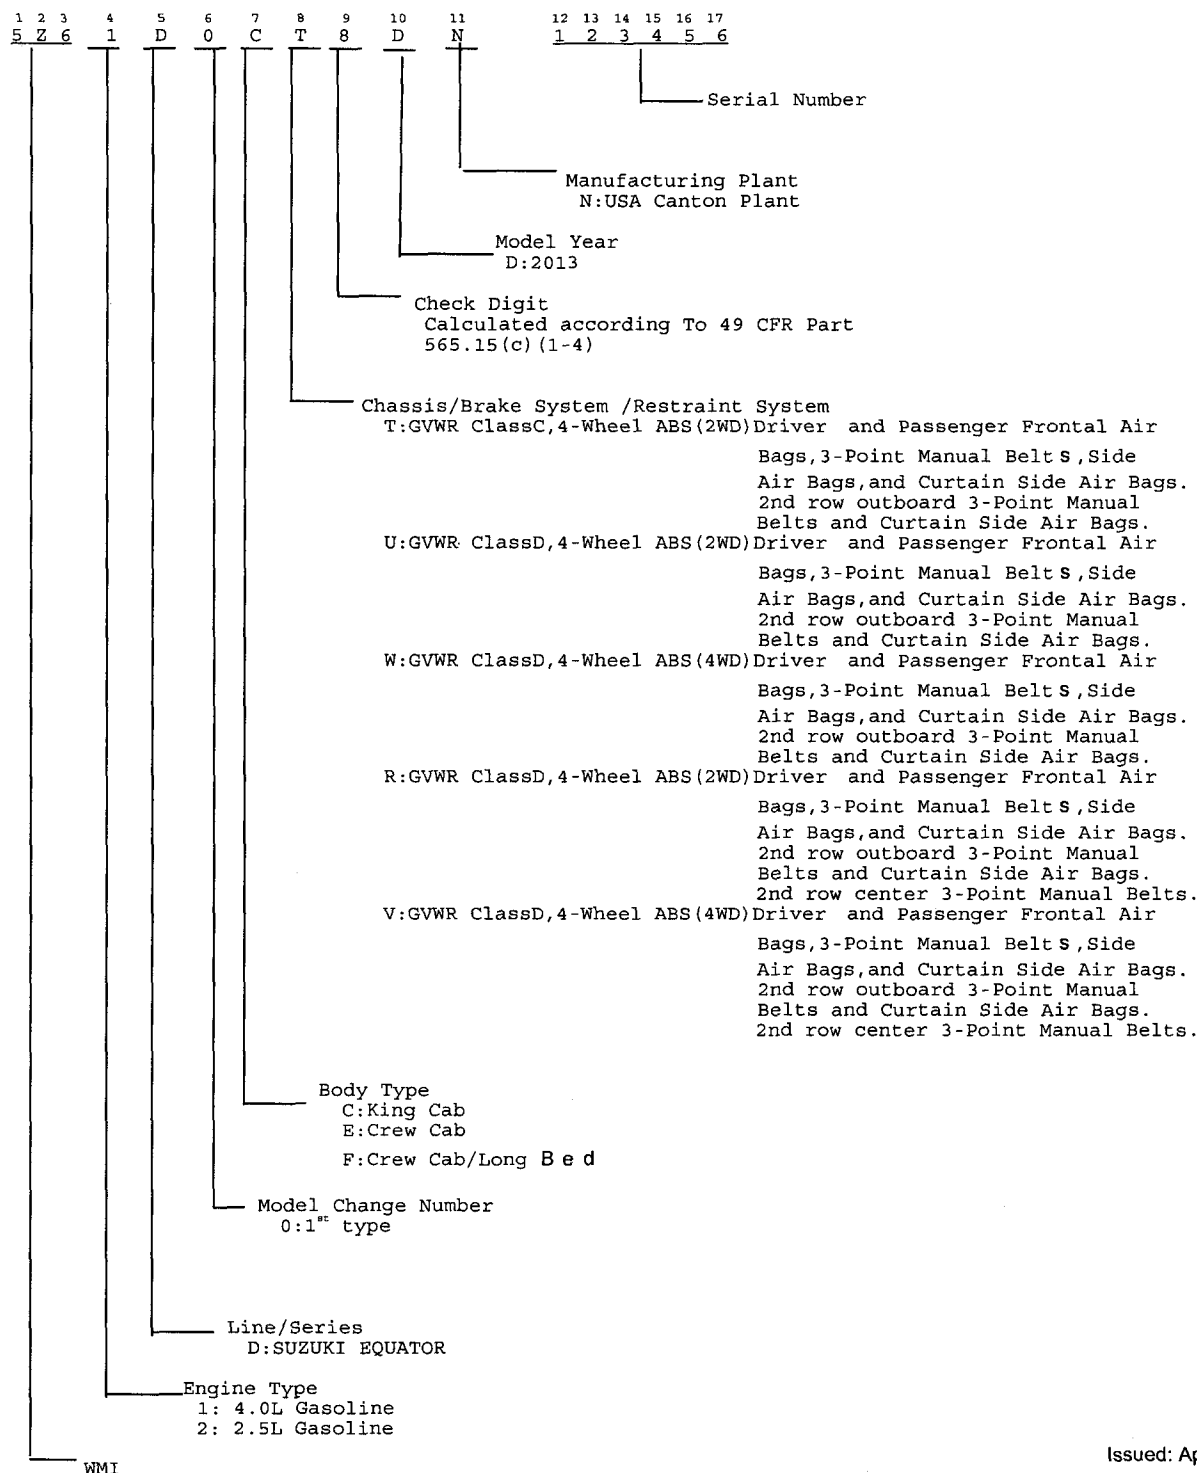 1 2 3 4 5 6 7 8 9 10 11 12 13 14 15 16 17
5 Z 6 1 D 0 C T 8 D N 1 2 3 4 5 6
Serial Number
Manufacturing Plant
N:USA Canton Plant
Model Year
D:2013
Check Digit
Calculated according To 49 CFR Part
565.15(c)(1-4)
Chassis/Brake System /Restraint System
T:GVWR ClassC,4-Wheel ABS(2WD)Driver and Passenger Frontal Air
Bags,3-Point Manual Belts,Side
Air Bags,and Curtain Side Air Bags.
2nd row outboard 3-Point Manual
Belts and Curtain Side Air Bags.
U:GVWR ClassD,4-Wheel ABS(2WD)Driver and Passenger Frontal Air
Bags,3-Point Manual Belts,Side
Air Bags,and Curtain Side Air Bags.
2nd row outboard 3-Point Manual
Belts and Curtain Side Air Bags.
W:GVWR ClassD,4-Wheel ABS(4WD)Driver and Passenger Frontal Air
Bags,3-Point Manual Belts,Side
Air Bags,and Curtain Side Air Bags.
2nd row outboard 3-Point Manual
Belts and Curtain Side Air Bags.
R:GVWR ClassD,4-Wheel ABS(2WD)Driver and Passenger Frontal Air
Bags,3-Point Manual Belts,Side
Air Bags,and Curtain Side Air Bags.
2nd row outboard 3-Point Manual
Belts and Curtain Side Air Bags.
2nd row center 3-Point Manual Belts.
V:GVWR ClassD,4-Wheel ABS(4WD)Driver and Passenger Frontal Air
Bags,3-Point Manual Belts,Side
Air Bags,and Curtain Side Air Bags.
2nd row outboard 3-Point Manual
Belts and Curtain Side Air Bags.
2nd row center 3-Point Manual Belts.
Body Type
C:King Cab
E:Crew Cab
F:Crew Cab/Long Bed
Model Change Number
0:1st type
Line/Series
D:SUZUKI EQUATOR
Engine Type
1: 4.0L Gasoline
2: 2.5L Gasoline
WMI
Issued: